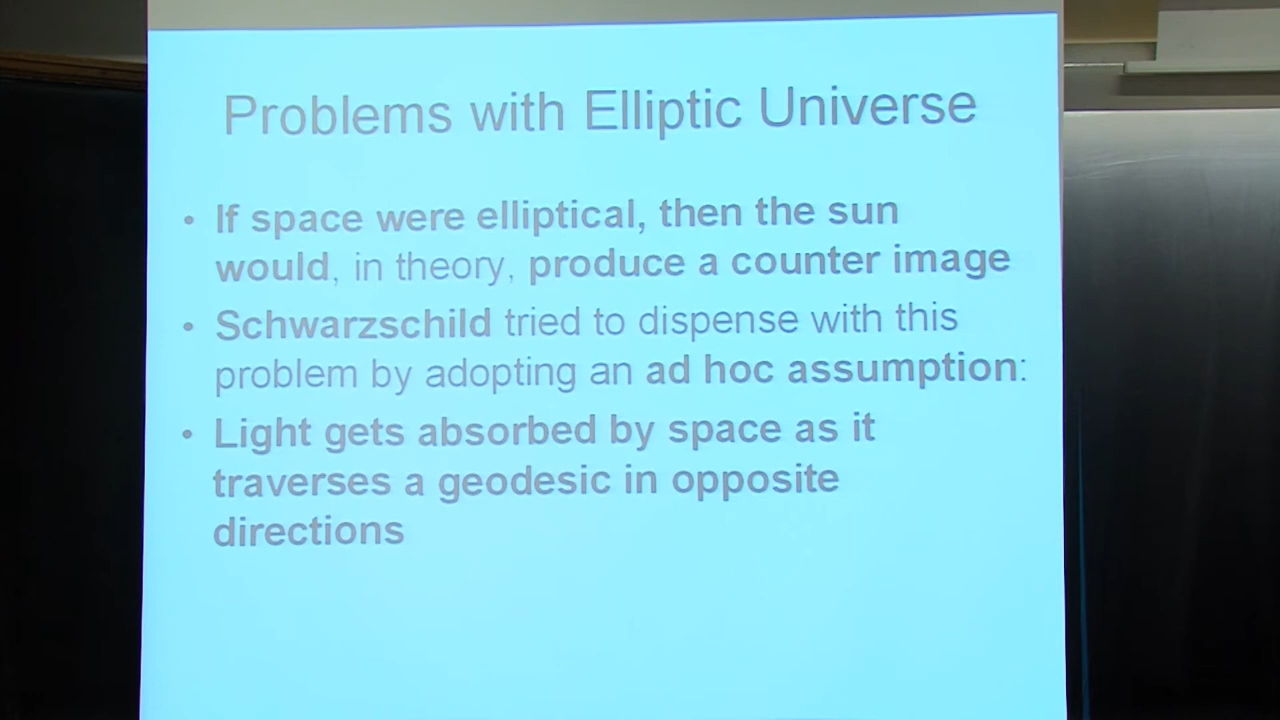 Problems with Elliptic Universe
• If space were elliptical, then the sun
would, in theory, produce a counter image
• Schwarzschild tried to dispense with this
problem by adopting an ad hoc assumption:
• Light gets absorbed by space as it
traverses a geodesic in opposite
directions